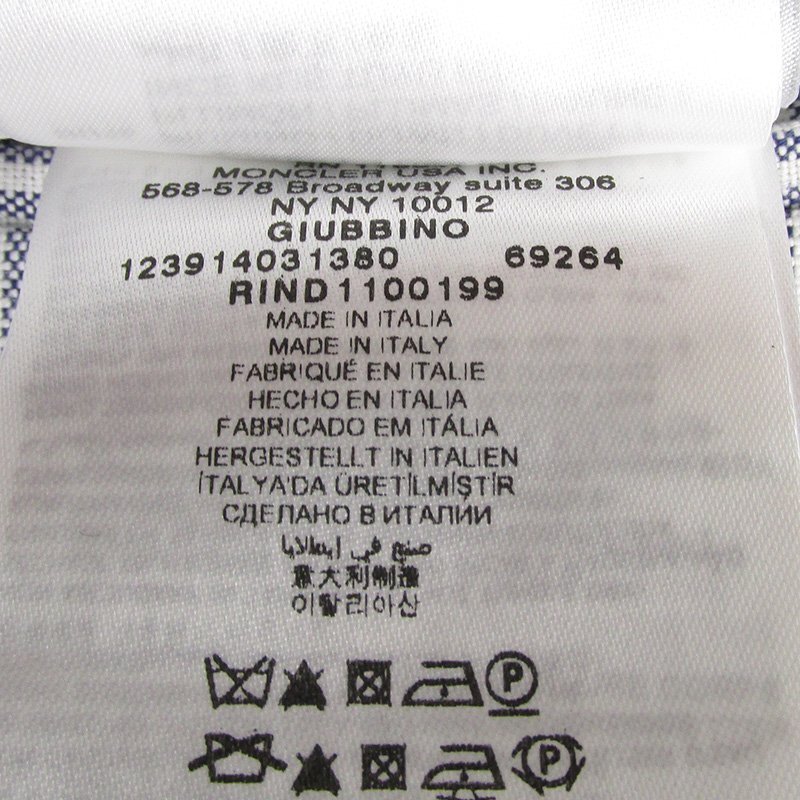 MONCLER USA INC.
568-578 Broadway suite 306
NY NY 10012
GIUBBINO
123914031380 69264
RIND1100199
MADE IN ITALIA
MADE IN ITALY
FABRIQUÉ EN ITALIE
HECHO EN ITALIA
FABRICADO EM ITÁLIA
HERGESTELLT IN ITALIEN
İTALYA'DA ÜRETİLMİŞTİR
СДЕЛАНО В ИТАЛИИ
صنع في ايطاليا
意大利制造
이탈리아산
P
P